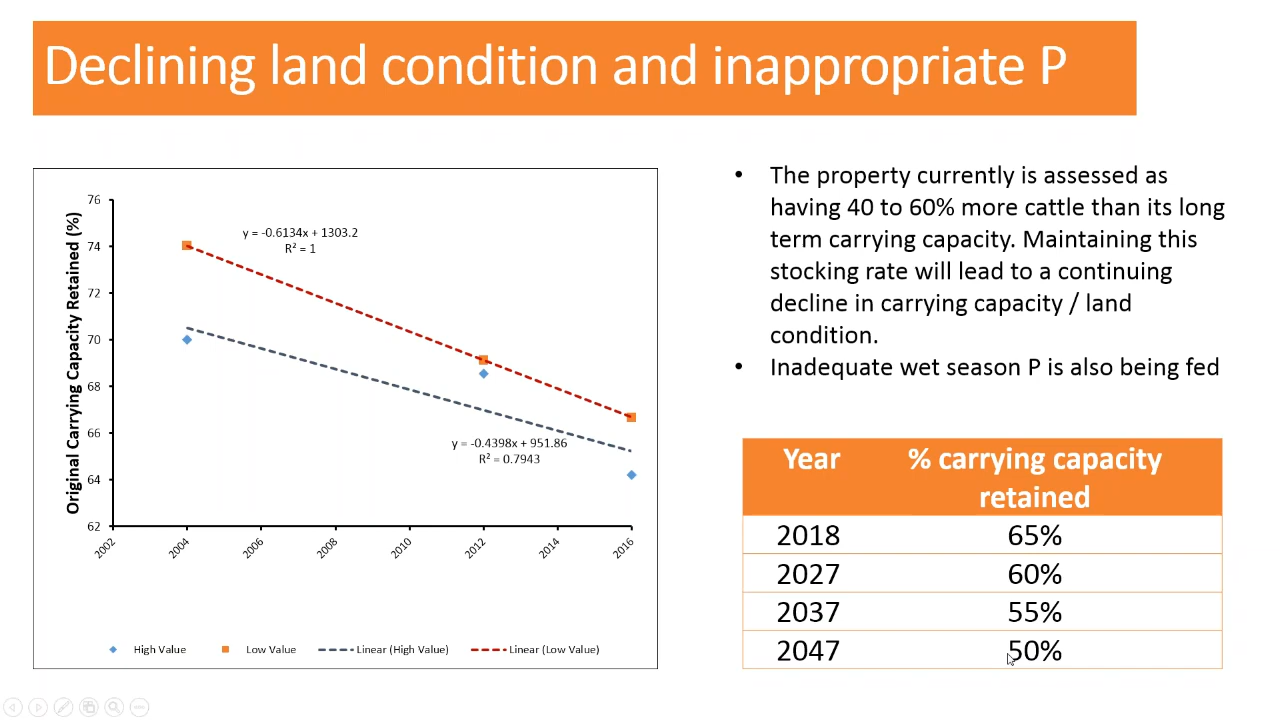 Declining land condition and inappropriate P
Original Carrying Capacity Retained (%)
76
74
72
70
68
66
64
62
y = -0.6134x + 1303.2
R² = 1
y = -0.4398x + 951.86
R² = 0.7943
2002
2004
2006
2008
2010
2012
2014
2016
High Value
Low Value
Linear (High Value)
Linear (Low Value)
• The property currently is assessed as
having 40 to 60% more cattle than its long
term carrying capacity. Maintaining this
stocking rate will lead to a continuing
decline in carrying capacity / land
condition.
• Inadequate wet season P is also being fed
Year % carrying capacity
retained
2018 65%
2027 60%
2037 55%
2047 50%